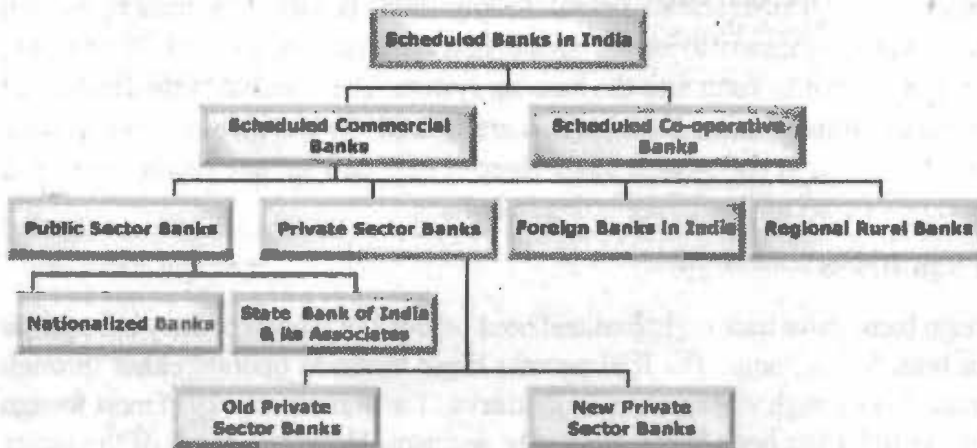 Scheduled Banks in India
Scheduled Commercial
Banks
Scheduled Co-operative
Banks
Public Sector Banks
Private Sector Banks
Foreign Banks in India
Regional Rural Banks
Nationalized Banks
State Bank of India
& its Associates
Old Private
Sector Banks
New Private
Sector Banks